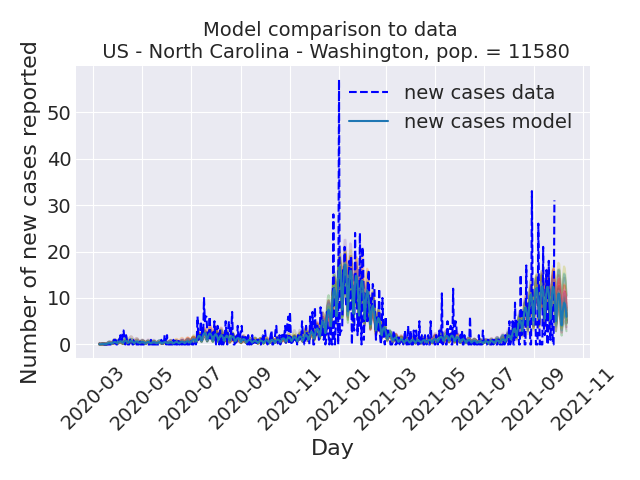 Model comparison to data
US - North Carolina - Washington, pop. = 11580
Number of new cases reported
50
40
30
20
10
0
new cases data
new cases model
2020-03
2020-05
2020-07
2020-09
2020-11
2021-01
2021-03
2021-05
2021-07
2021-09
2021-11
Day